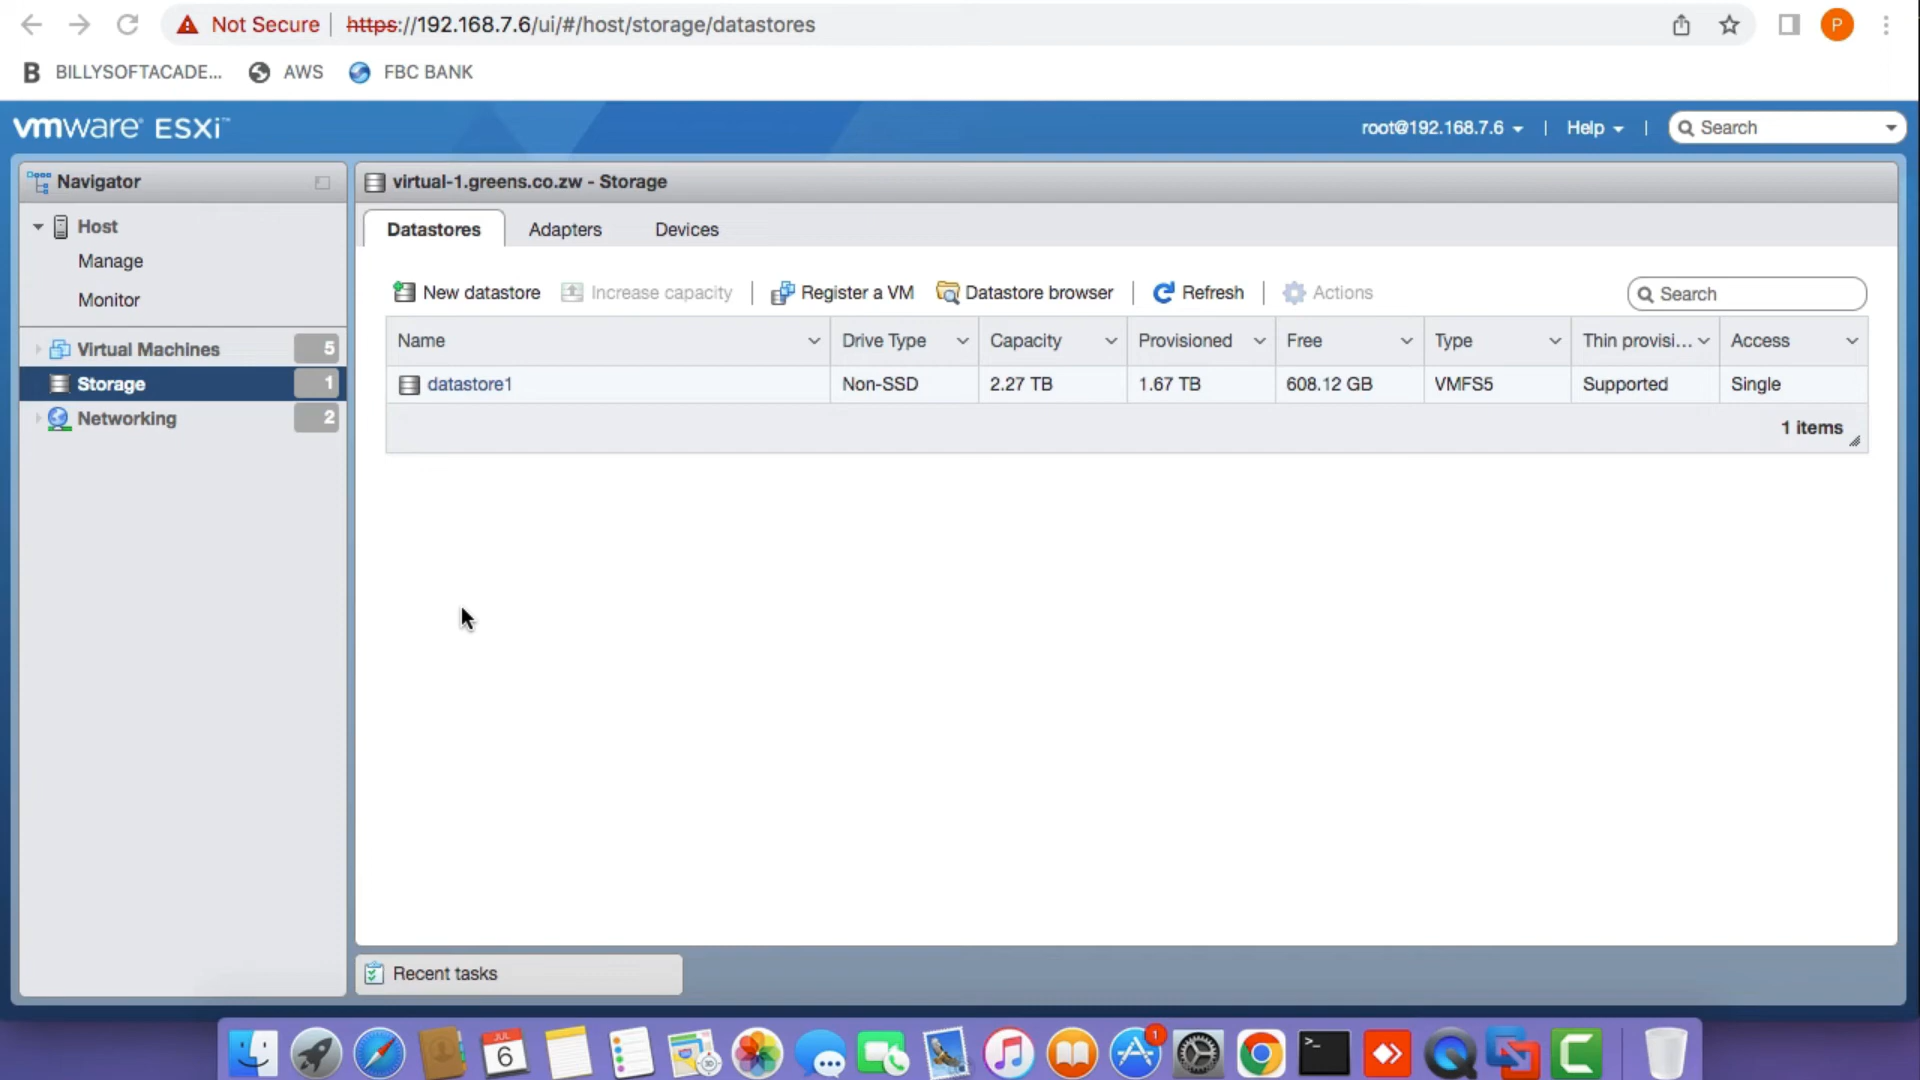 Not Secure https://192.168.7.6/ui/#/host/storage/datastores P
B BILLYSOFTACADE... AWS FBC BANK
vmware® ESXi™ root@192.168.7.6 | Help | Search
Navigator
virtual-1.greens.co.zw - Storage
Host
Manage
Monitor
Virtual Machines 5
Storage 1
Networking 2
Datastores Adapters Devices
New datastore Increase capacity | Register a VM Datastore browser | Refresh | Actions Search
Name Drive Type Capacity Provisioned Free Type Thin provisi... Access
datastore1 Non-SSD 2.27 TB 1.67 TB 608.12 GB VMFS5 Supported Single
1 items
Recent tasks
JUL
6
1
>_